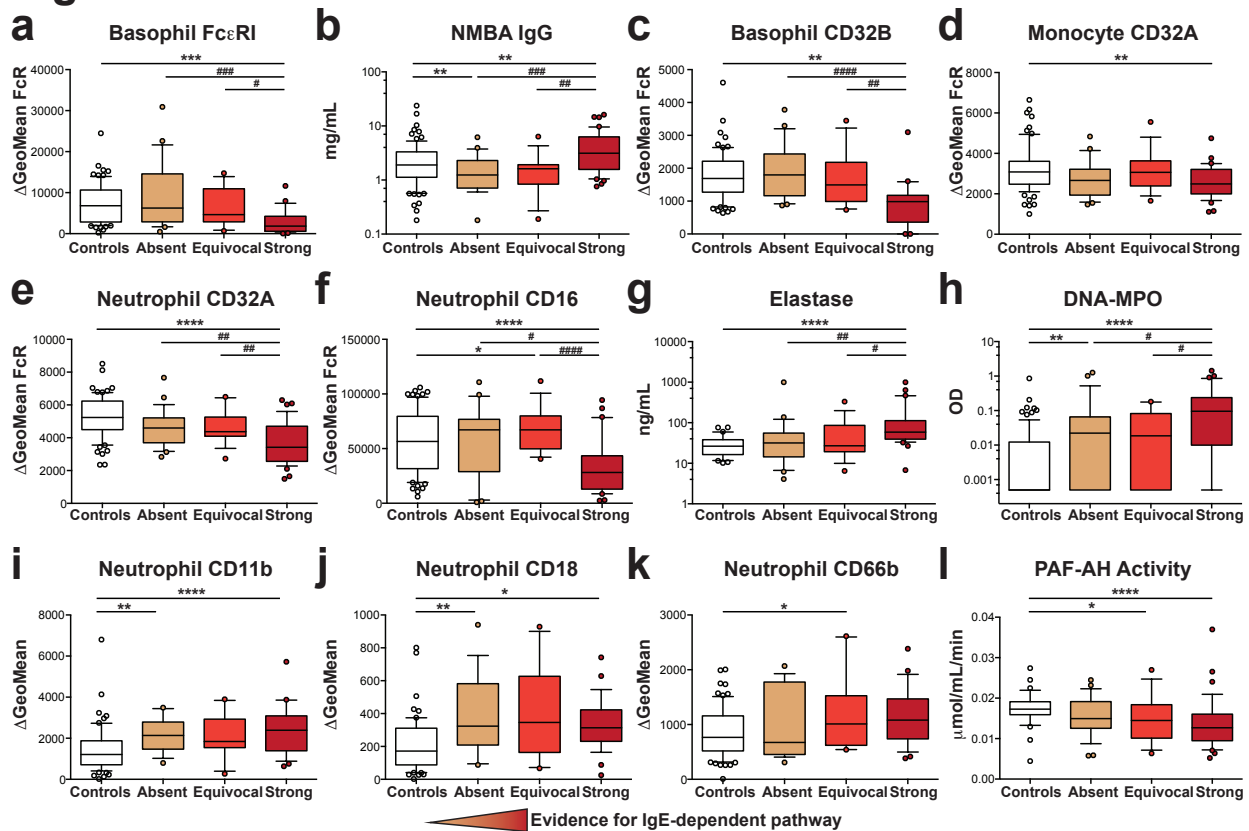 a Basophil FcεRI
ΔGeoMean FcR
40000
30000
20000
10000
0
***
###
#
Controls Absent Equivocal Strong
b NMBA IgG
mg/mL
100
10
1.0
0.1
**
** ###
##
Controls Absent Equivocal Strong
c Basophil CD32B
ΔGeoMean FcR
5000
4000
3000
2000
1000
0
**
####
##
Controls Absent Equivocal Strong
d Monocyte CD32A
ΔGeoMean FcR
8000
6000
4000
2000
0
**
Controls Absent Equivocal Strong
e Neutrophil CD32A
ΔGeoMean FcR
10000
8000
6000
4000
2000
0
****
##
##
Controls Absent Equivocal Strong
f Neutrophil CD16
ΔGeoMean FcR
150000
100000
50000
0
****
#
* ####
Controls Absent Equivocal Strong
g Elastase
ng/mL
10000
1000
100
10
1
****
##
#
Controls Absent Equivocal Strong
h DNA-MPO
OD
10
1
0.1
0.01
0.001
****
** #
#
Controls Absent Equivocal Strong
i Neutrophil CD11b
ΔGeoMean
8000
6000
4000
2000
0
****
**
Controls Absent Equivocal Strong
j Neutrophil CD18
ΔGeoMean
1000
800
600
400
200
0
*
**
Controls Absent Equivocal Strong
k Neutrophil CD66b
ΔGeoMean
3000
2000
1000
0
*
Controls Absent Equivocal Strong
l PAF-AH Activity
μmol/mL/min
0.04
0.03
0.02
0.01
0.00
****
*
Controls Absent Equivocal Strong
Evidence for IgE-dependent pathway